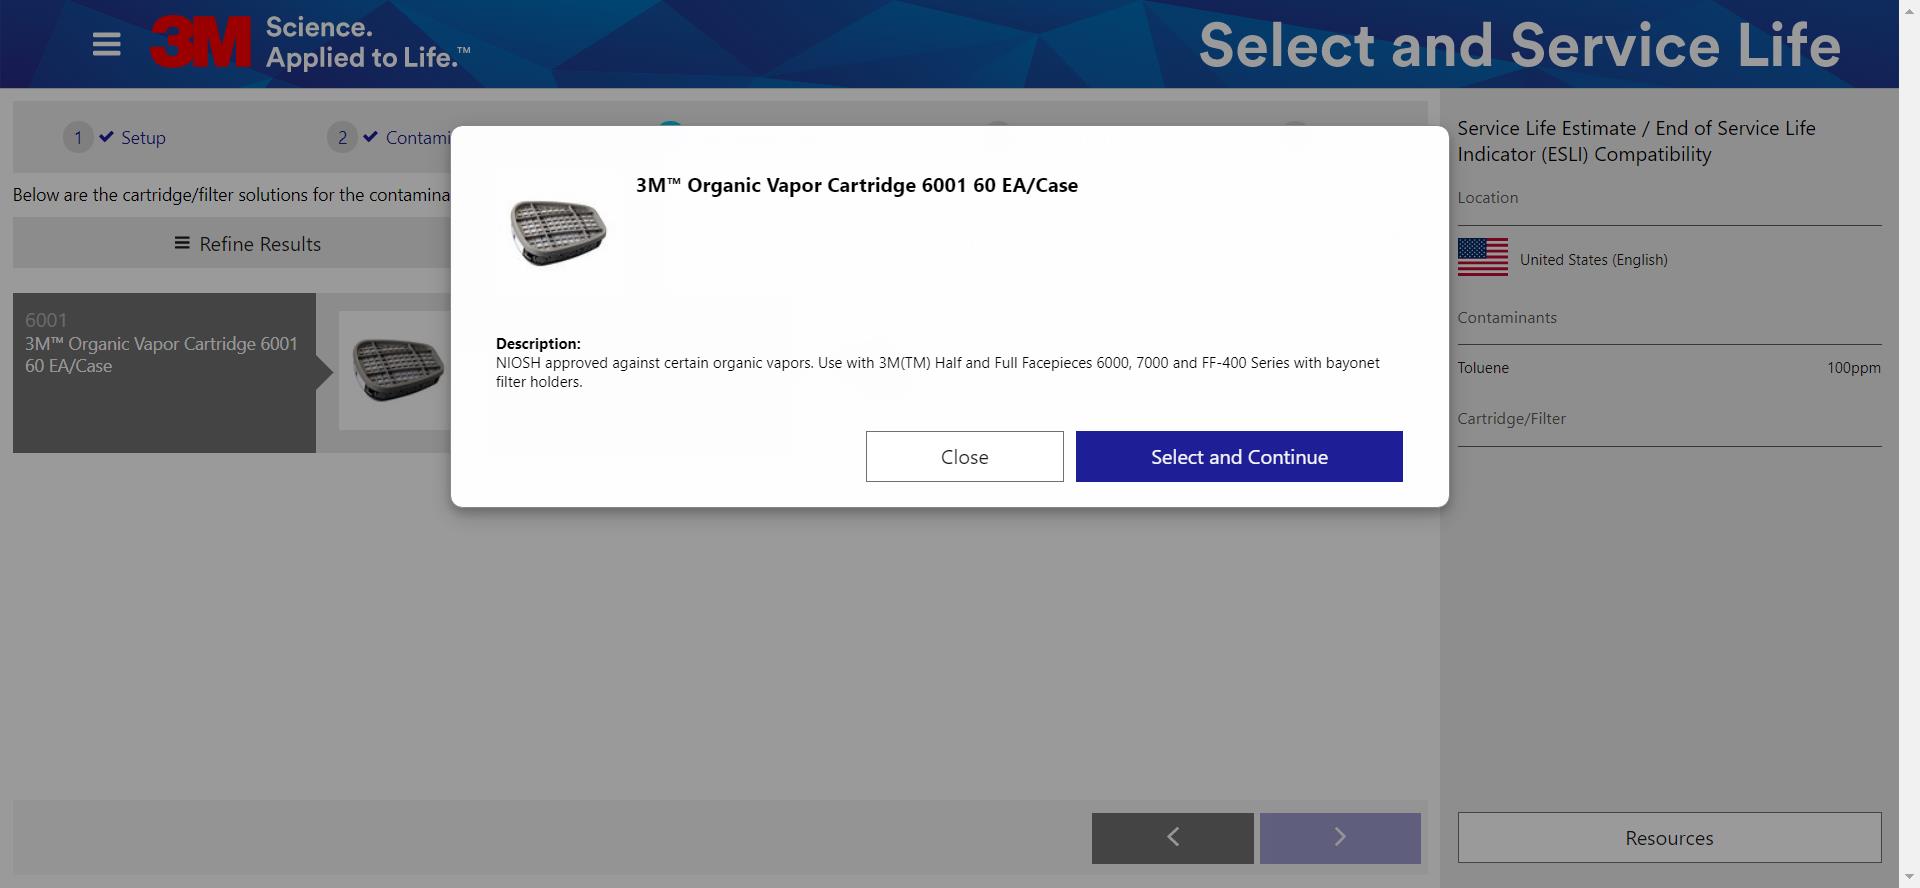 3M Science.
Applied to Life.™
Select and Service Life
1 Setup
2 Contami
Below are the cartridge/filter solutions for the contamina
Refine Results
6001
3M™ Organic Vapor Cartridge 6001
60 EA/Case
3M™ Organic Vapor Cartridge 6001 60 EA/Case
Description:
NIOSH approved against certain organic vapors. Use with 3M(TM) Half and Full Facepieces 6000, 7000 and FF-400 Series with bayonet
filter holders.
Close
Select and Continue
Service Life Estimate / End of Service Life
Indicator (ESLI) Compatibility
Location
United States (English)
Contaminants
Toluene 100ppm
Cartridge/Filter
Resources